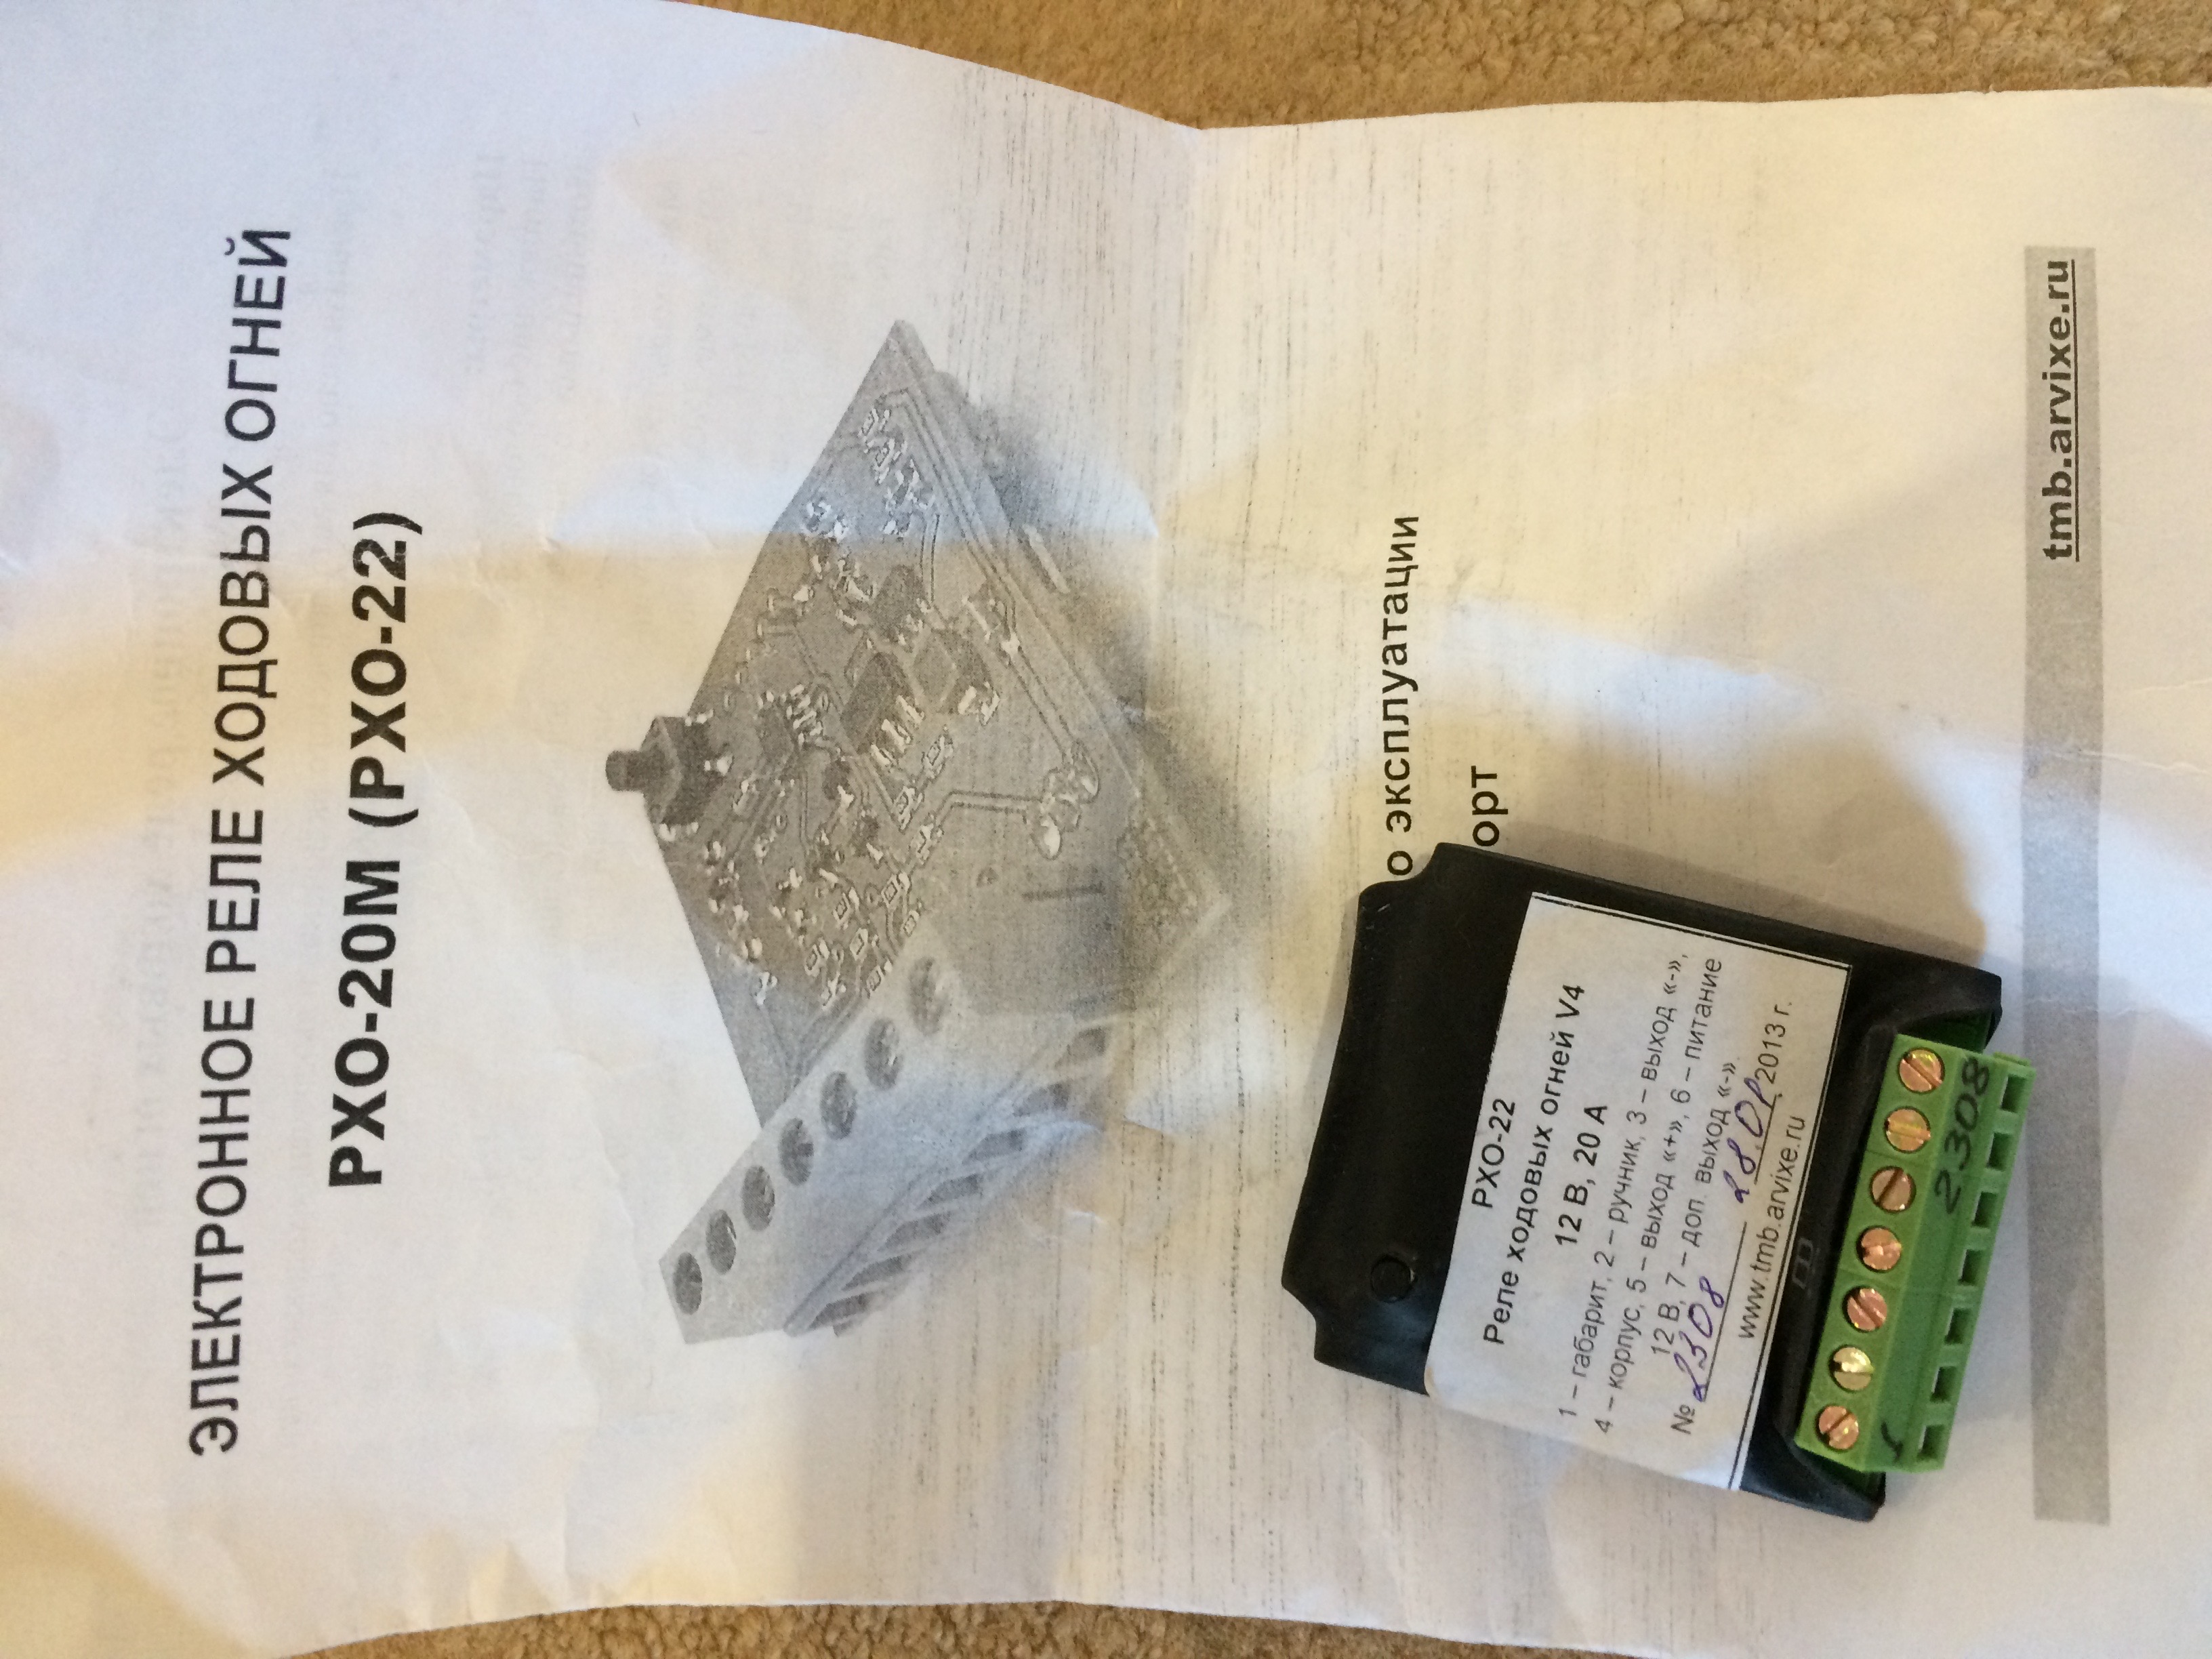 ЭЛЕКТРОННОЕ РЕЛЕ ХОДОВЫХ ОГНЕЙ
РХО-20М (РХО-22)
о эксплуатации
орт
tmb.arvixe.ru
РХО-22
Реле ходовых огней V4
12 В, 20 А
1 – габарит, 2 – ручник, 3 – выход «-»,
4 – корпус, 5 – выход «+», 6 – питание
12 В, 7 – доп. выход «-».
№ 2308 28.01.2013 г.
www.tmb.arvixe.ru
2308
1